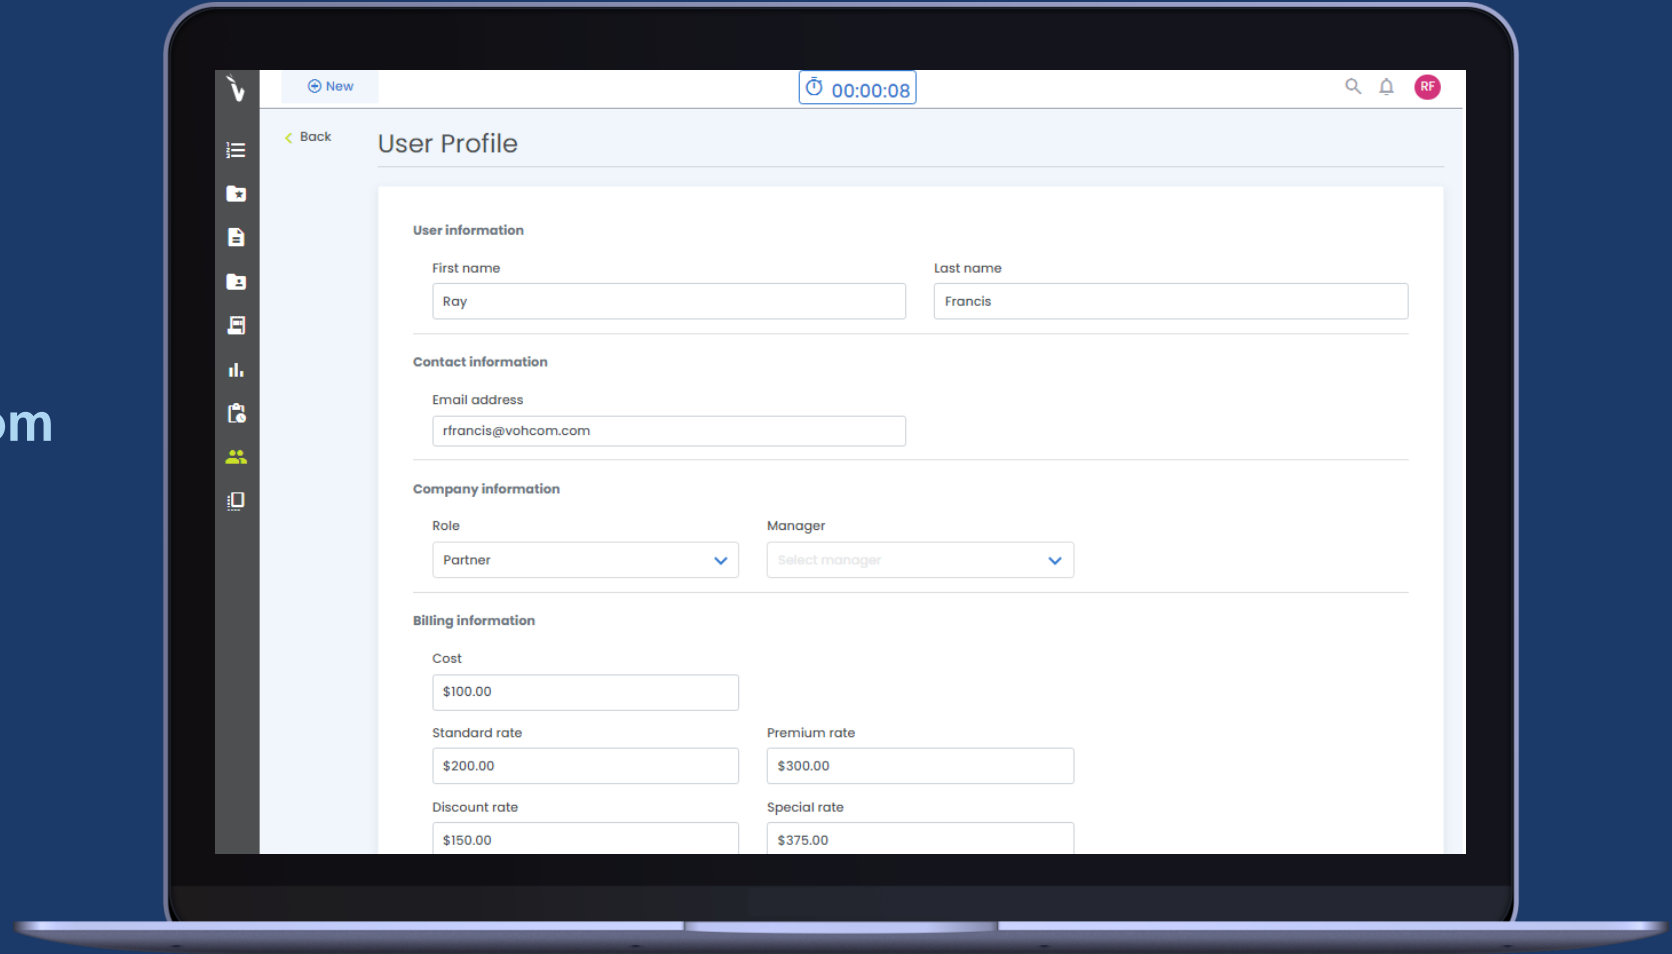 New
00:00:08
RF
Back
User Profile
User information
First name
Last name
Ray
Francis
Contact information
Email address
rfrancis@vohcom.com
om
Company information
Role
Manager
Partner
Select manager
Billing information
Cost
$100.00
Standard rate
Premium rate
$200.00
$300.00
Discount rate
Special rate
$150.00
$375.00